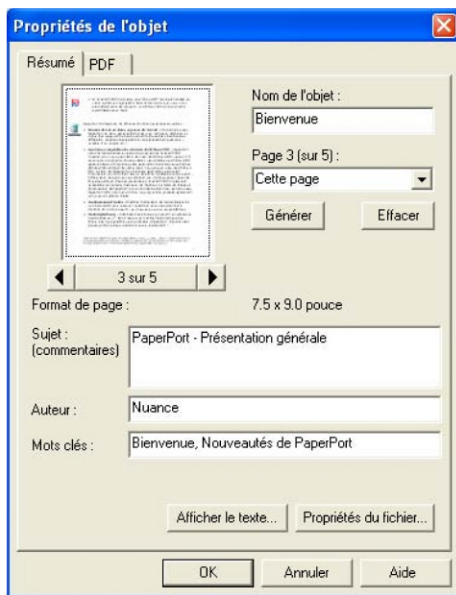 Propriétés de l'objet
Résumé
PDF
Nom de l'objet :
Bienvenue
Page 3 (sur 5) :
Cette page
Générer
Effacer
3 sur 5
Format de page :
7.5 x 9.0 pouce
Sujet :
(commentaires)
PaperPort - Présentation générale
Auteur :
Nuance
Mots clés :
Bienvenue, Nouveautés de PaperPort
Afficher le texte...
Propriétés du fichier...
OK
Annuler
Aide